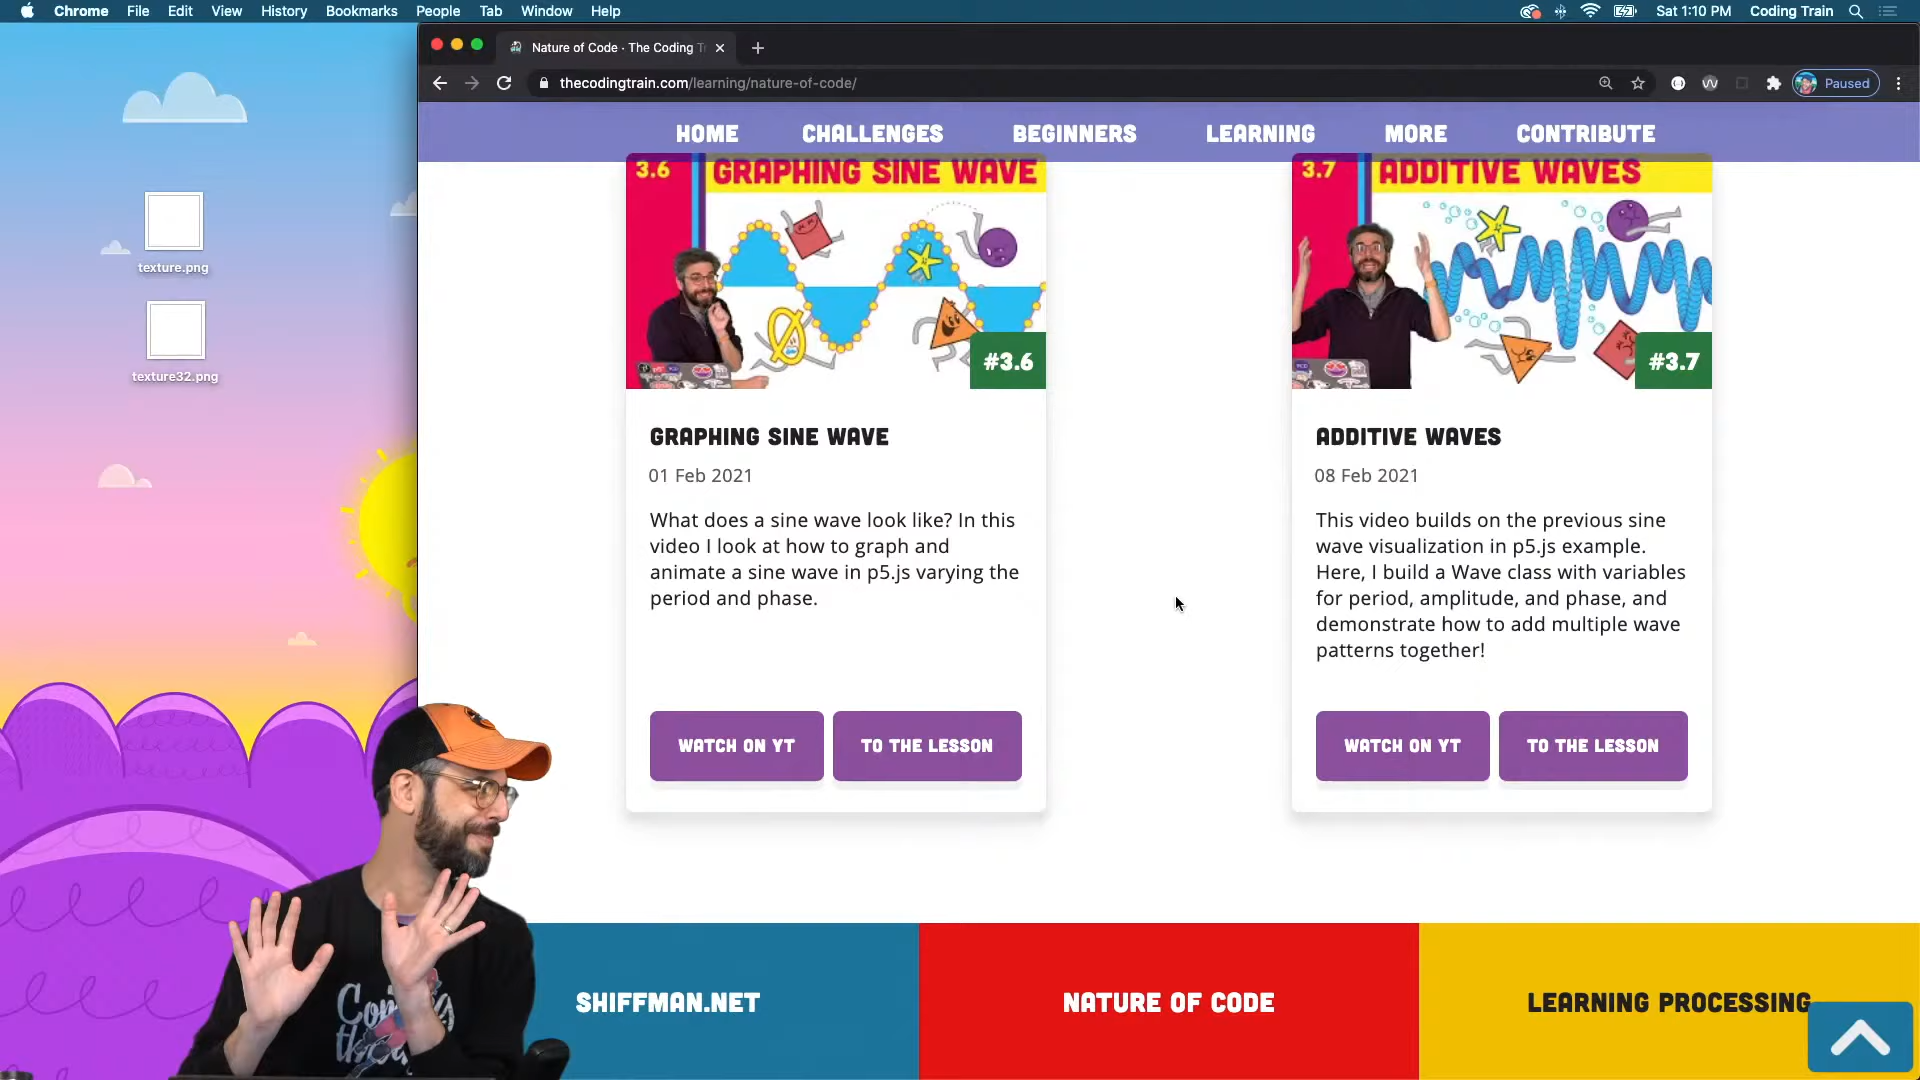 Chrome File Edit View History Bookmarks People Tab Window Help
Sat 1:10 PM Coding Train
Nature of Code · The Coding T
thecodingtrain.com/learning/nature-of-code/
Paused
HOME CHALLENGES BEGINNERS LEARNING MORE CONTRIBUTE
texture.png
texture32.png
3.6 GRAPHING SINE WAVE
#3.6
GRAPHING SINE WAVE
01 Feb 2021
What does a sine wave look like? In this
video I look at how to graph and
animate a sine wave in p5.js varying the
period and phase.
WATCH ON YT TO THE LESSON
3.7 ADDITIVE WAVES
#3.7
ADDITIVE WAVES
08 Feb 2021
This video builds on the previous sine
wave visualization in p5.js example.
Here, I build a Wave class with variables
for period, amplitude, and phase, and
demonstrate how to add multiple wave
patterns together!
WATCH ON YT TO THE LESSON
SHIFFMAN.NET
NATURE OF CODE
LEARNING PROCESSING